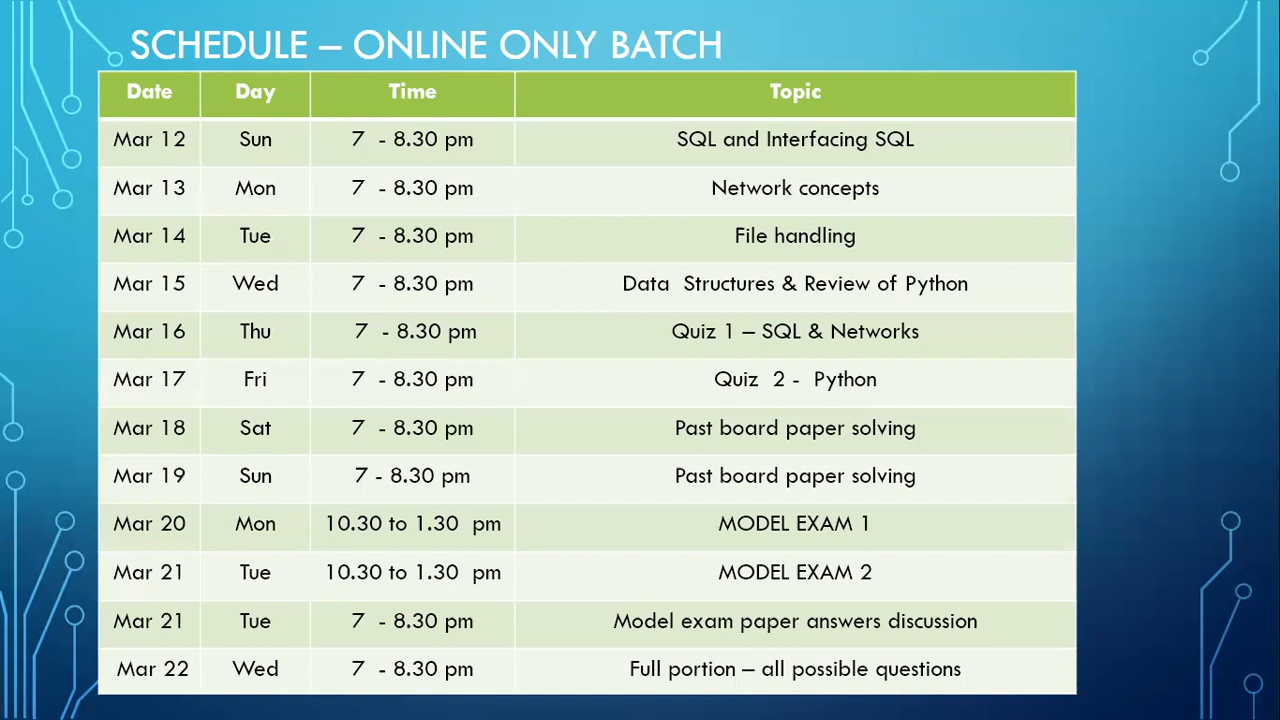 SCHEDULE – ONLINE ONLY BATCH
Date Day Time Topic
Mar 12 Sun 7 - 8.30 pm SQL and Interfacing SQL
Mar 13 Mon 7 - 8.30 pm Network concepts
Mar 14 Tue 7 - 8.30 pm File handling
Mar 15 Wed 7 - 8.30 pm Data Structures & Review of Python
Mar 16 Thu 7 - 8.30 pm Quiz 1 – SQL & Networks
Mar 17 Fri 7 - 8.30 pm Quiz 2 - Python
Mar 18 Sat 7 - 8.30 pm Past board paper solving
Mar 19 Sun 7 - 8.30 pm Past board paper solving
Mar 20 Mon 10.30 to 1.30 pm MODEL EXAM 1
Mar 21 Tue 10.30 to 1.30 pm MODEL EXAM 2
Mar 21 Tue 7 - 8.30 pm Model exam paper answers discussion
Mar 22 Wed 7 - 8.30 pm Full portion – all possible questions